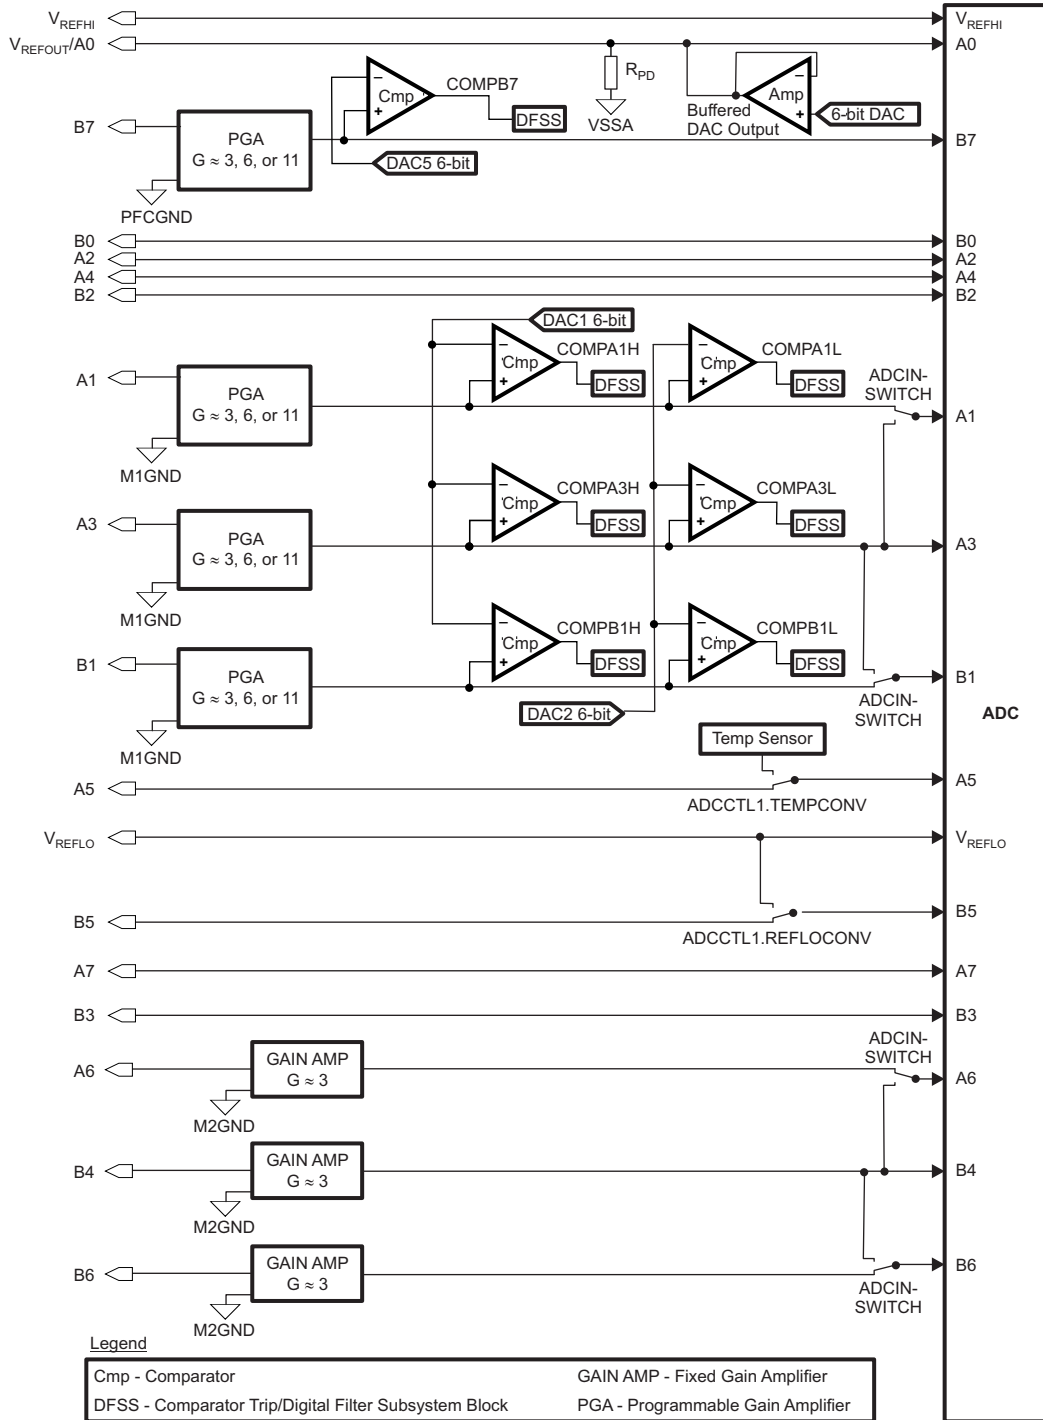 VREFHI
VREFHI
VREFOUT/A0
A0
COMPB7
RPD
−
Cmp
+
−
Amp
+
DFSS
VSSA
Buffered
DAC Output
6-bit DAC
B7
PGA
G ≈ 3, 6, or 11
B7
DAC5 6-bit
PFCGND
B0
B0
A2
A2
A4
A4
B2
B2
DAC1 6-bit
−
Cmp
+
COMPA1H
DFSS
−
Cmp
+
COMPA1L
DFSS
ADCIN-
SWITCH
A1
PGA
G ≈ 3, 6, or 11
A1
M1GND
−
Cmp
+
COMPA3H
DFSS
−
Cmp
+
COMPA3L
DFSS
A3
PGA
G ≈ 3, 6, or 11
A3
M1GND
−
Cmp
+
COMPB1H
DFSS
−
Cmp
+
COMPB1L
DFSS
B1
PGA
G ≈ 3, 6, or 11
B1
ADCIN-
SWITCH
DAC2 6-bit
ADC
M1GND
Temp Sensor
A5
A5
ADCCTL1.TEMPCONV
VREFLO
VREFLO
B5
B5
ADCCTL1.REFLOCONV
A7
A7
B3
B3
ADCIN-
SWITCH
A6
GAIN AMP
G ≈ 3
A6
M2GND
B4
GAIN AMP
G ≈ 3
B4
M2GND
B6
GAIN AMP
G ≈ 3
B6
ADCIN-
SWITCH
M2GND
Legend
Cmp - Comparator
GAIN AMP - Fixed Gain Amplifier
DFSS - Comparator Trip/Digital Filter Subsystem Block
PGA - Programmable Gain Amplifier